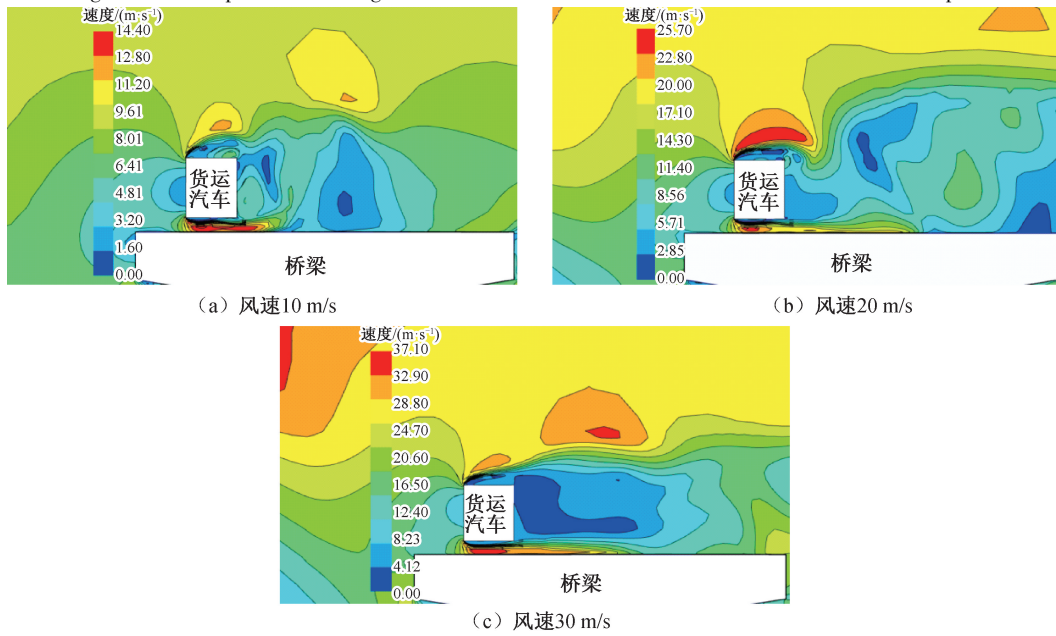 速度/(m·s⁻¹)
14.40
12.80
11.20
9.61
8.01
6.41
4.81
3.20
1.60
0.00
货运
汽车
桥梁
(a)风速10 m/s
速度/(m·s⁻¹)
25.70
22.80
20.00
17.10
14.30
11.40
8.56
5.71
2.85
0.00
货运
汽车
桥梁
(b)风速20 m/s
速度/(m·s⁻¹)
37.10
32.90
28.80
24.70
20.60
16.50
12.40
8.23
4.12
0.00
货运
汽车
桥梁
(c)风速30 m/s